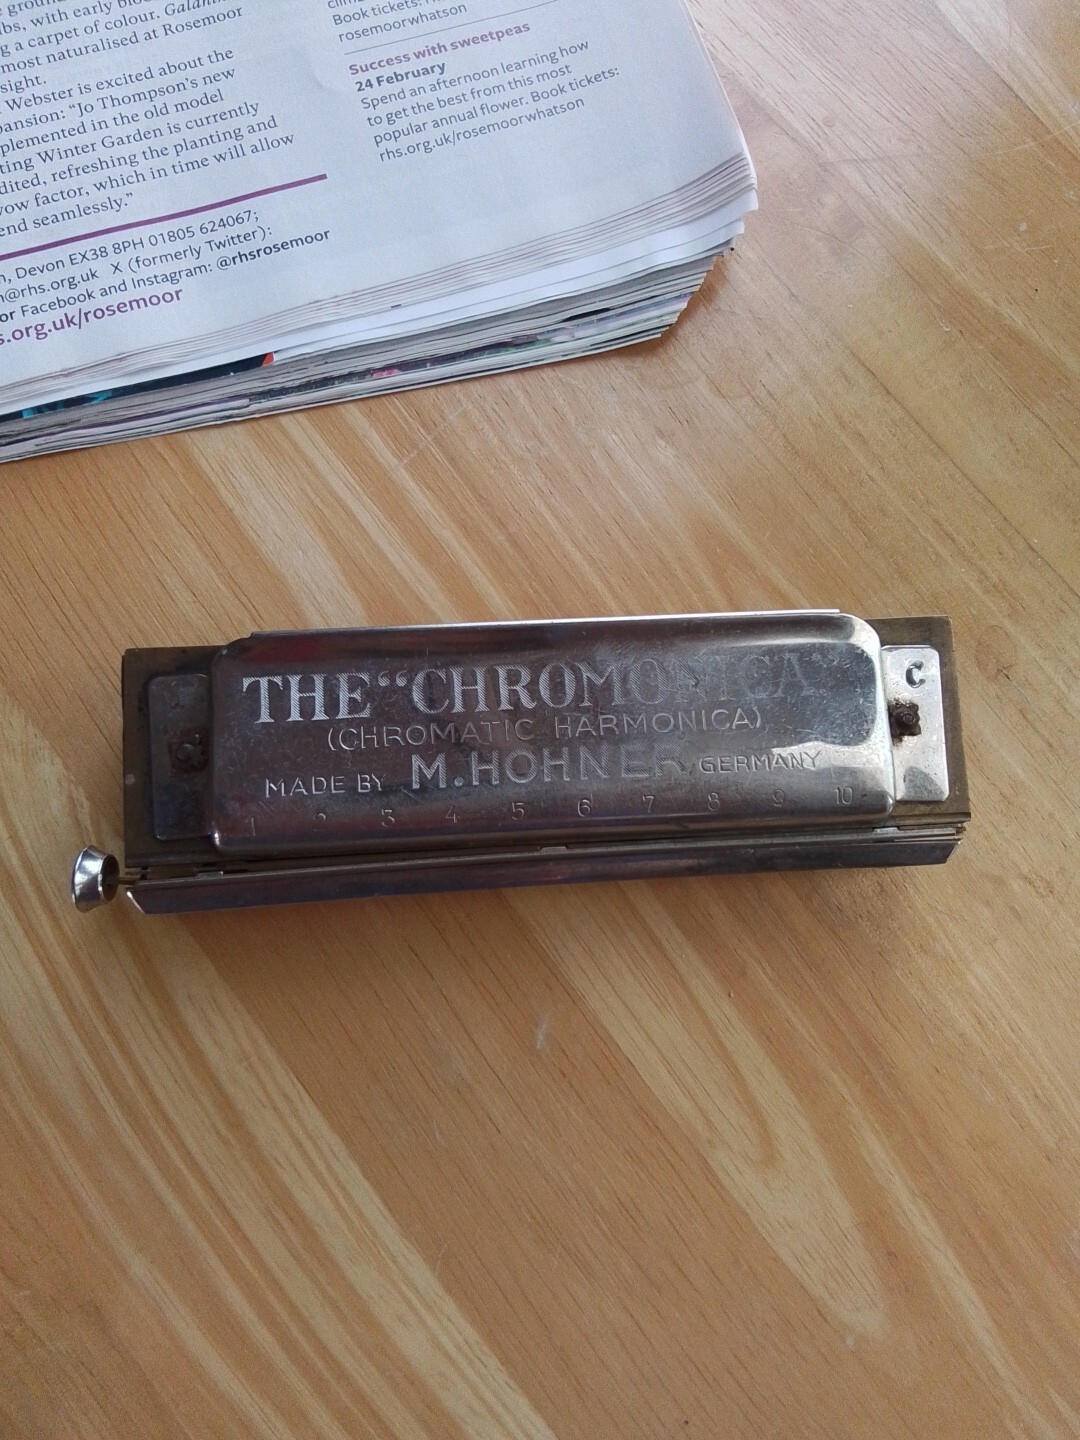 lbs, with early
g a carpet of colour.
most naturalised at Rosemoor
sight.
Webster is excited about the
pansion: “Jo Thompson’s new
plemented in the old model
ting Winter Garden is currently
dited, refreshing the planting and
wow factor, which in time will allow
end seamlessly.”
n, Devon EX38 8PH 01805 624067;
@rhs.org.uk X (formerly Twitter):
or Facebook and Instagram: @rhsrosemoor
s.org.uk/rosemoor
Book tickets:
rosemoorwhatson
Success with sweetpeas
24 February
Spend an afternoon learning how
to get the best from this most
popular annual flower. Book tickets:
rhs.org.uk/rosemoorwhatson
THE “CHROMONICA”
(CHROMATIC HARMONICA)
MADE BY M. HOHNER GERMANY
1 2 3 4 5 6 7 8 9 10
C